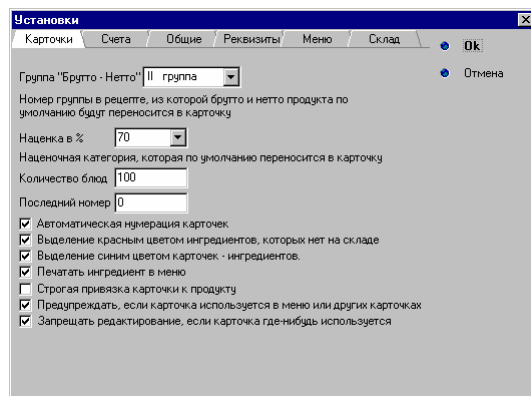 Установки
Карточки Счета Общие Реквизиты Меню Склад
Ok
Отмена
Группа "Брутто - Нетто" II группа
Номер группы в рецепте, из которой брутто и нетто продукта по
умолчанию будут переносится в карточку
Наценка в % 70
Наценочная категория, которая по умолчанию переносится в карточку
Количество блюд 100
Последний номер 0
Автоматическая нумерация карточек
Выделение красным цветом ингредиентов, которых нет на складе
Выделение синим цветом карточек - ингредиентов.
Печатать ингредиент в меню
Строгая привязка карточки к продукту
Предупреждать, если карточка используется в меню или других карточках
Запрещать редактирование, если карточка где-нибудь используется